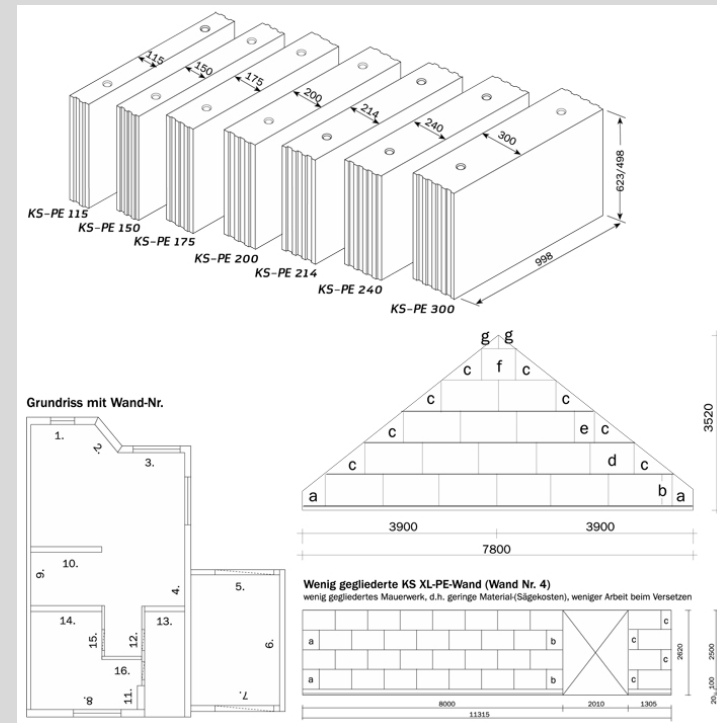 115
150
175
200
214
240
300
623/498
998
KS-PE 115
KS-PE 150
KS-PE 175
KS-PE 200
KS-PE 214
KS-PE 240
KS-PE 300
g g
c f c
c c
c e c
c d c
a b a
3520
3900 3900
7800
Grundriss mit Wand-Nr.
1.
2.
3.
10.
9.
4.
5.
14.
15.
12.
13.
6.
16.
11.
8.
7.
Wenig gegliederte KS XL-PE-Wand (Wand Nr. 4)
wenig gegliedertes Mauerwerk, d.h. geringe Material-(Sägekosten), weniger Arbeit beim Versetzen
c
a b c
c
a b c
2620
2500
100
20
8000 2010 1305
11315